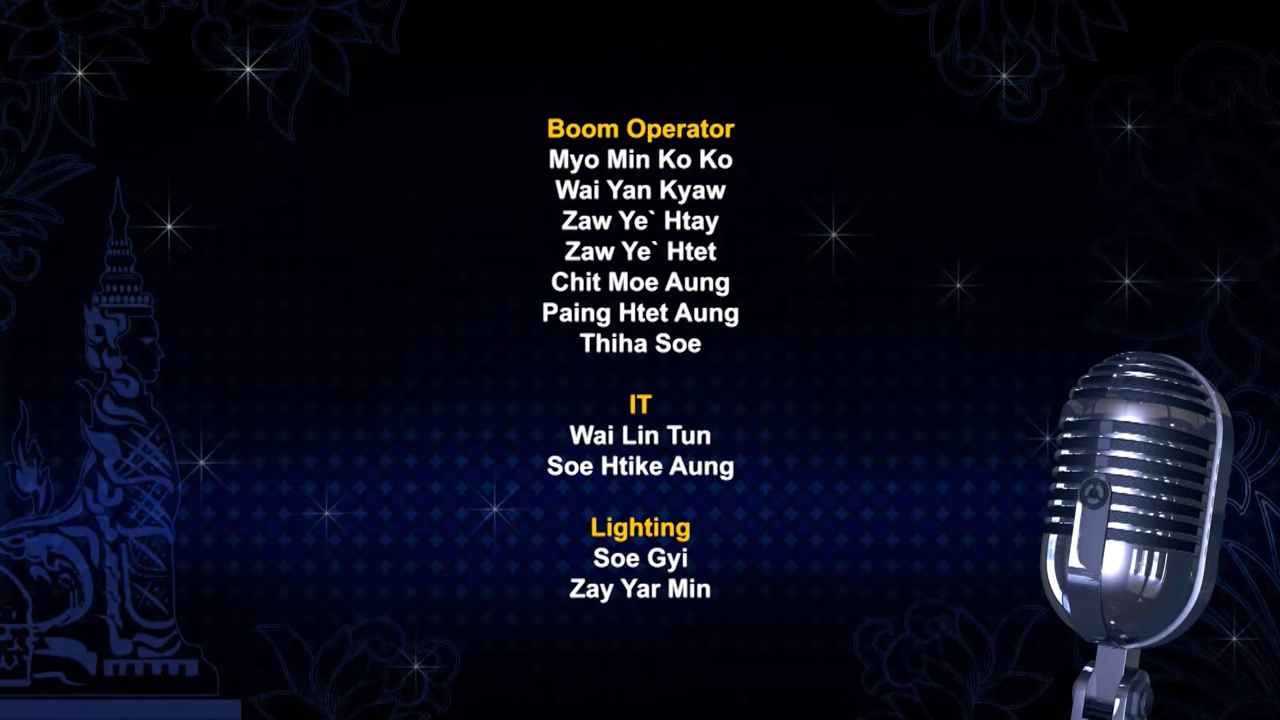 Boom Operator
Myo Min Ko Ko
Wai Yan Kyaw
Zaw Ye` Htay
Zaw Ye` Htet
Chit Moe Aung
Paing Htet Aung
Thiha Soe
IT
Wai Lin Tun
Soe Htike Aung
Lighting
Soe Gyi
Zay Yar Min